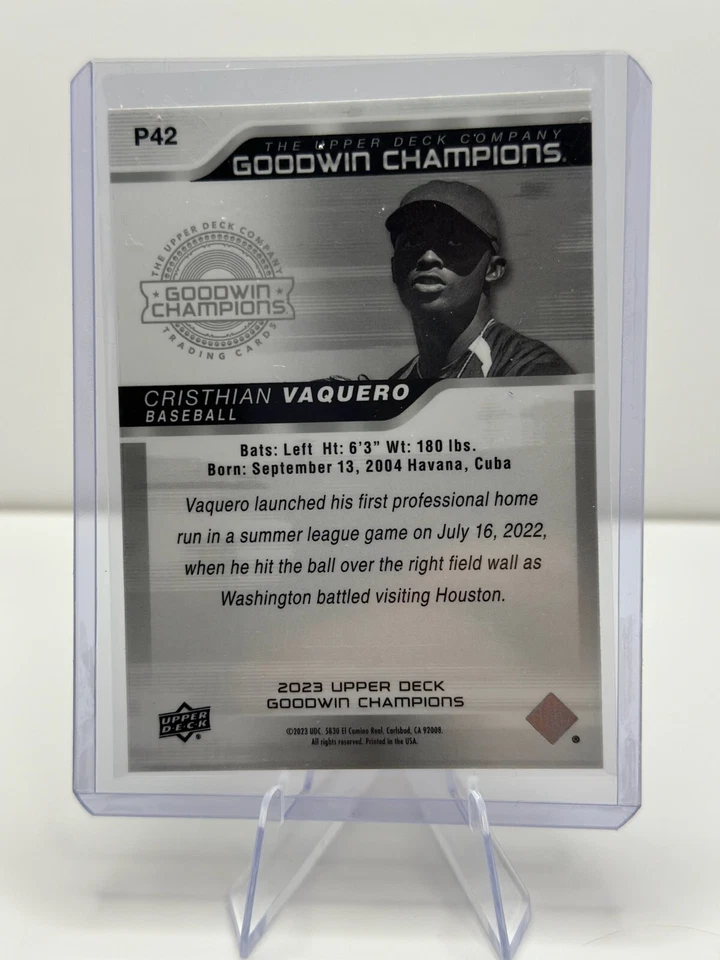 P42
THE UPPER DECK COMPANY
GOODWIN CHAMPIONS
THE UPPER DECK COMPANY
GOODWIN
CHAMPIONS
TRADING CARDS
CRISTHIAN VAQUERO
BASEBALL
Bats: Left Ht: 6'3" Wt: 180 lbs.
Born: September 13, 2004 Havana, Cuba
Vaquero launched his first professional home
run in a summer league game on July 16, 2022,
when he hit the ball over the right field wall as
Washington battled visiting Houston.
2023 UPPER DECK
GOODWIN CHAMPIONS
UPPER
DECK
®
©2023 UDC. 5830 El Camino Real, Carlsbad, CA 92008.
All rights reserved. Printed in the USA.
®